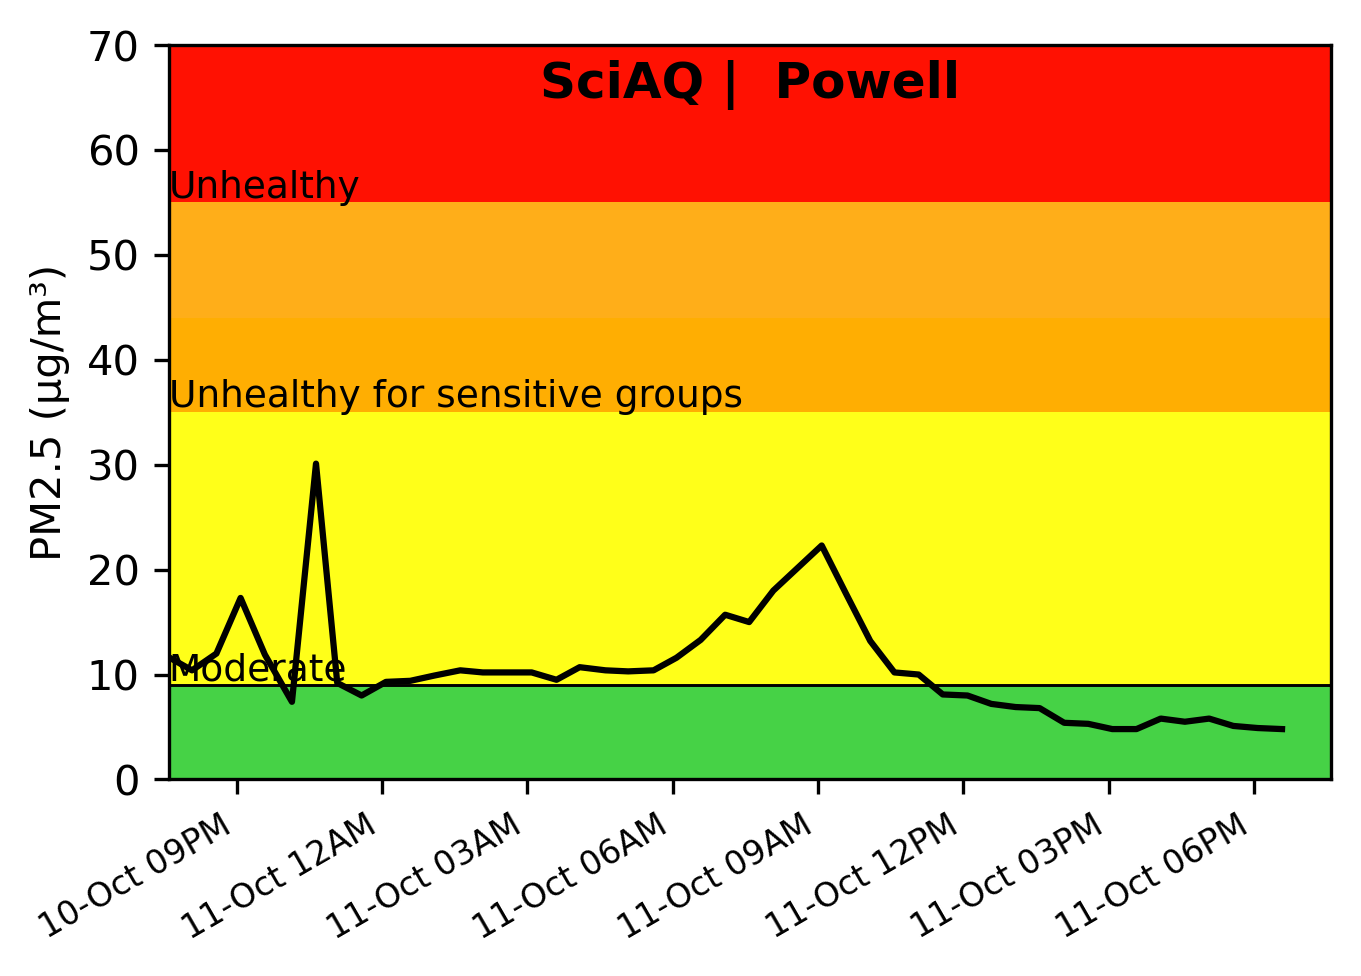 SciAQ | Powell
PM2.5 (µg/m³)
70
60
50
40
30
20
10
0
Unhealthy
Unhealthy for sensitive groups
Moderate
10-Oct 09PM
11-Oct 12AM
11-Oct 03AM
11-Oct 06AM
11-Oct 09AM
11-Oct 12PM
11-Oct 03PM
11-Oct 06PM